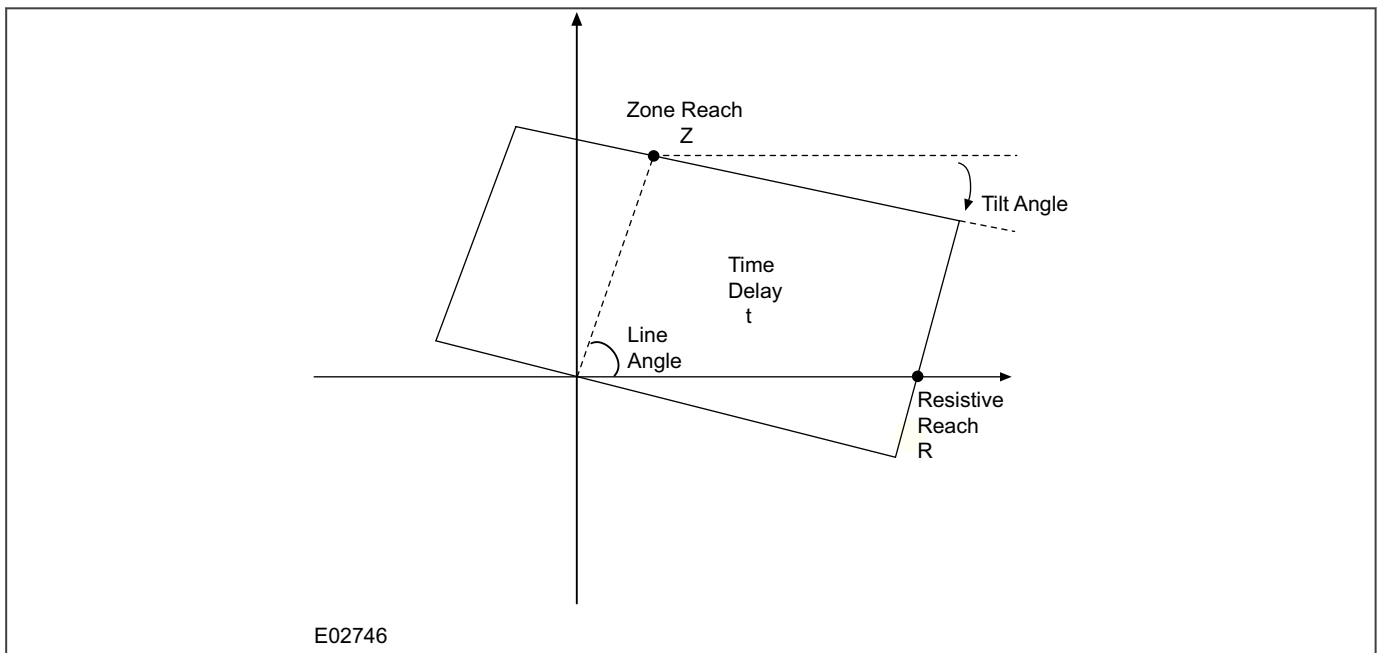 Zone Reach
Z
Tilt Angle
Time
Delay
t
Line
Angle
Resistive
Reach
R
E02746